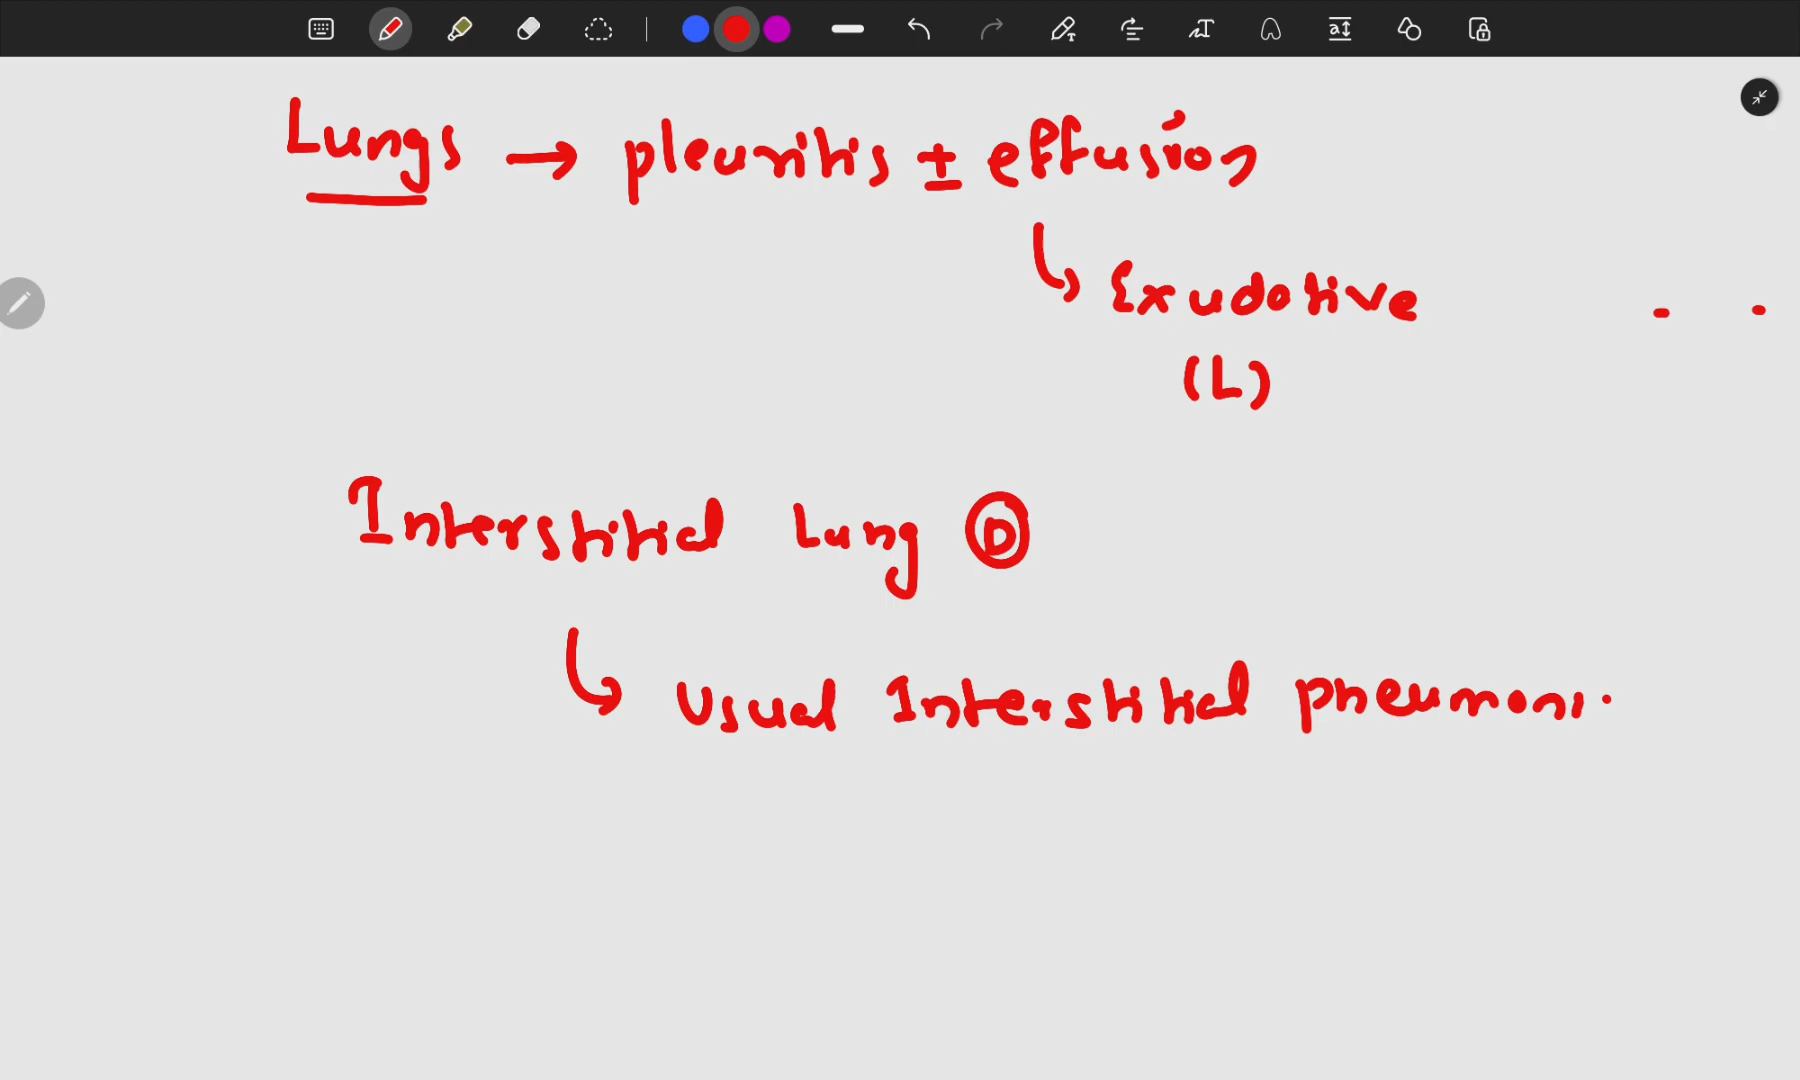 Lungs → pleuritis ± effusion
↳ Exudative
(L)
Interstitial Lung Ⓓ
↳ Usual Interstitial pneumoni